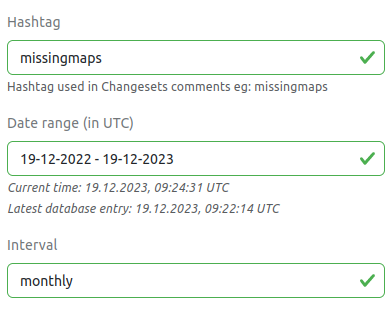 Hashtag
missingmaps
Hashtag used in Changesets comments eg: missingmaps
Date range (in UTC)
19-12-2022 - 19-12-2023
Current time: 19.12.2023, 09:24:31 UTC
Latest database entry: 19.12.2023, 09:22:14 UTC
Interval
monthly